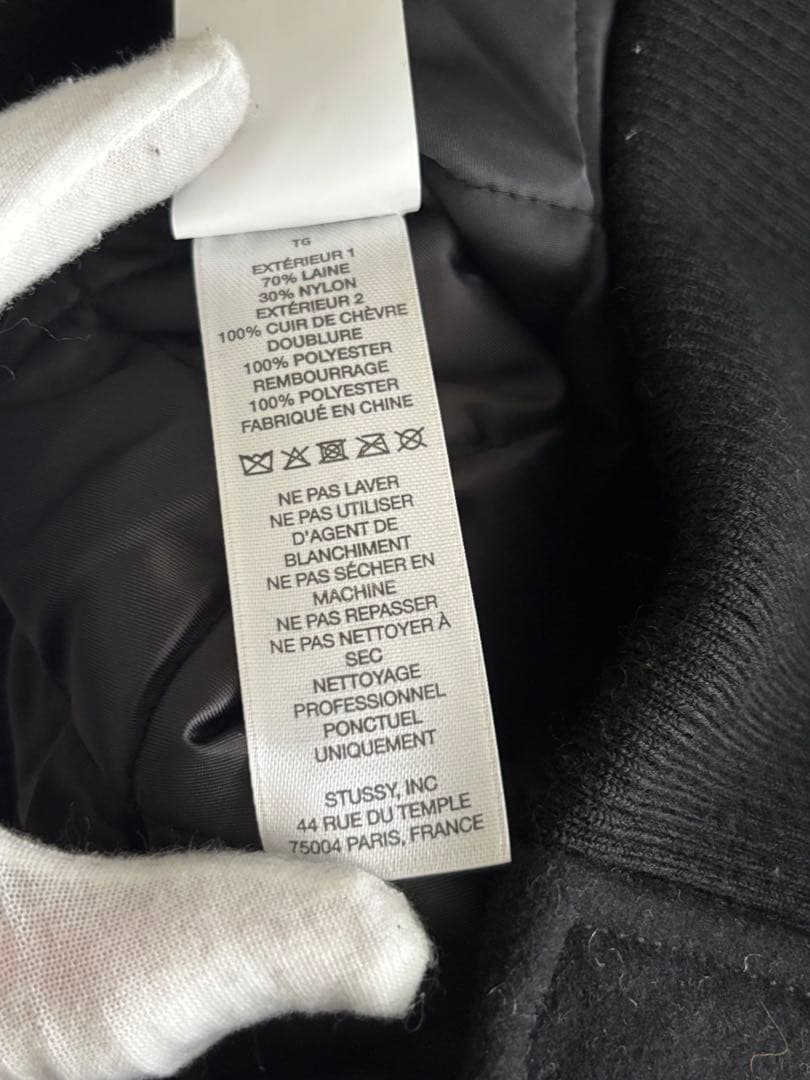 TG
EXTÉRIEUR 1
70% LAINE
30% NYLON
EXTÉRIEUR 2
100% CUIR DE CHÈVRE
DOUBLURE
100% POLYESTER
REMBOURRAGE
100% POLYESTER
FABRIQUÉ EN CHINE
NE PAS LAVER
NE PAS UTILISER
D'AGENT DE
BLANCHIMENT
NE PAS SÉCHER EN
MACHINE
NE PAS REPASSER
NE PAS NETTOYER À
SEC
NETTOYAGE
PROFESSIONNEL
PONCTUEL
UNIQUEMENT
STUSSY, INC
44 RUE DU TEMPLE
75004 PARIS, FRANCE